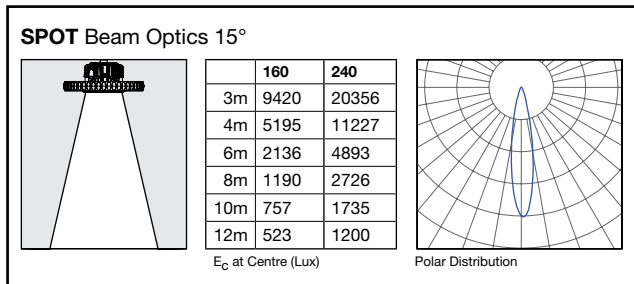 SPOT Beam Optics 15°
160 240
3m 9420 20356
4m 5195 11227
6m 2136 4893
8m 1190 2726
10m 757 1735
12m 523 1200
EC at Centre (Lux)
Polar Distribution